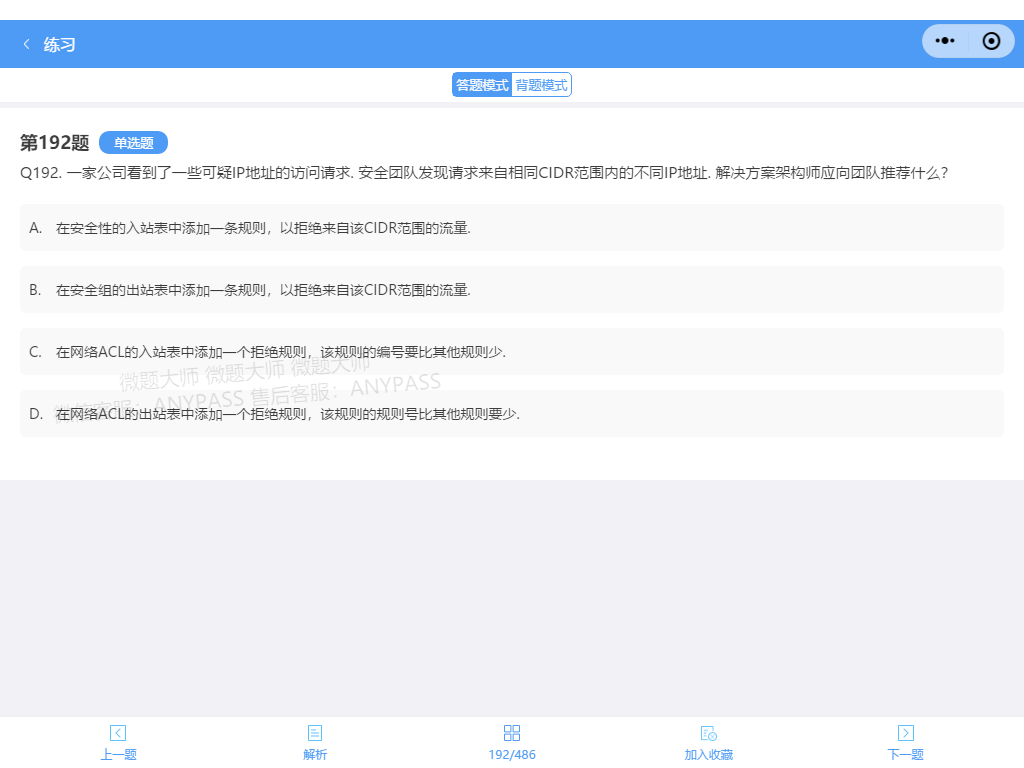 练习
答题模式 背题模式
第192题 单选题
Q192. 一家公司看到了一些可疑IP地址的访问请求. 安全团队发现请求来自相同CIDR范围内的不同IP地址. 解决方案架构师应向团队推荐什么?
A. 在安全性的入站表中添加一条规则，以拒绝来自该CIDR范围的流量.
B. 在安全组的出站表中添加一条规则，以拒绝来自该CIDR范围的流量.
C. 在网络ACL的入站表中添加一个拒绝规则，该规则的编号要比其他规则少.
微题大师 微题大师 微题大师
微信客服：ANYPASS 售后客服：ANYPASS
D. 在网络ACL的出站表中添加一个拒绝规则，该规则的规则号比其他规则要少.
上一题 解析 192/486 加入收藏 下一题